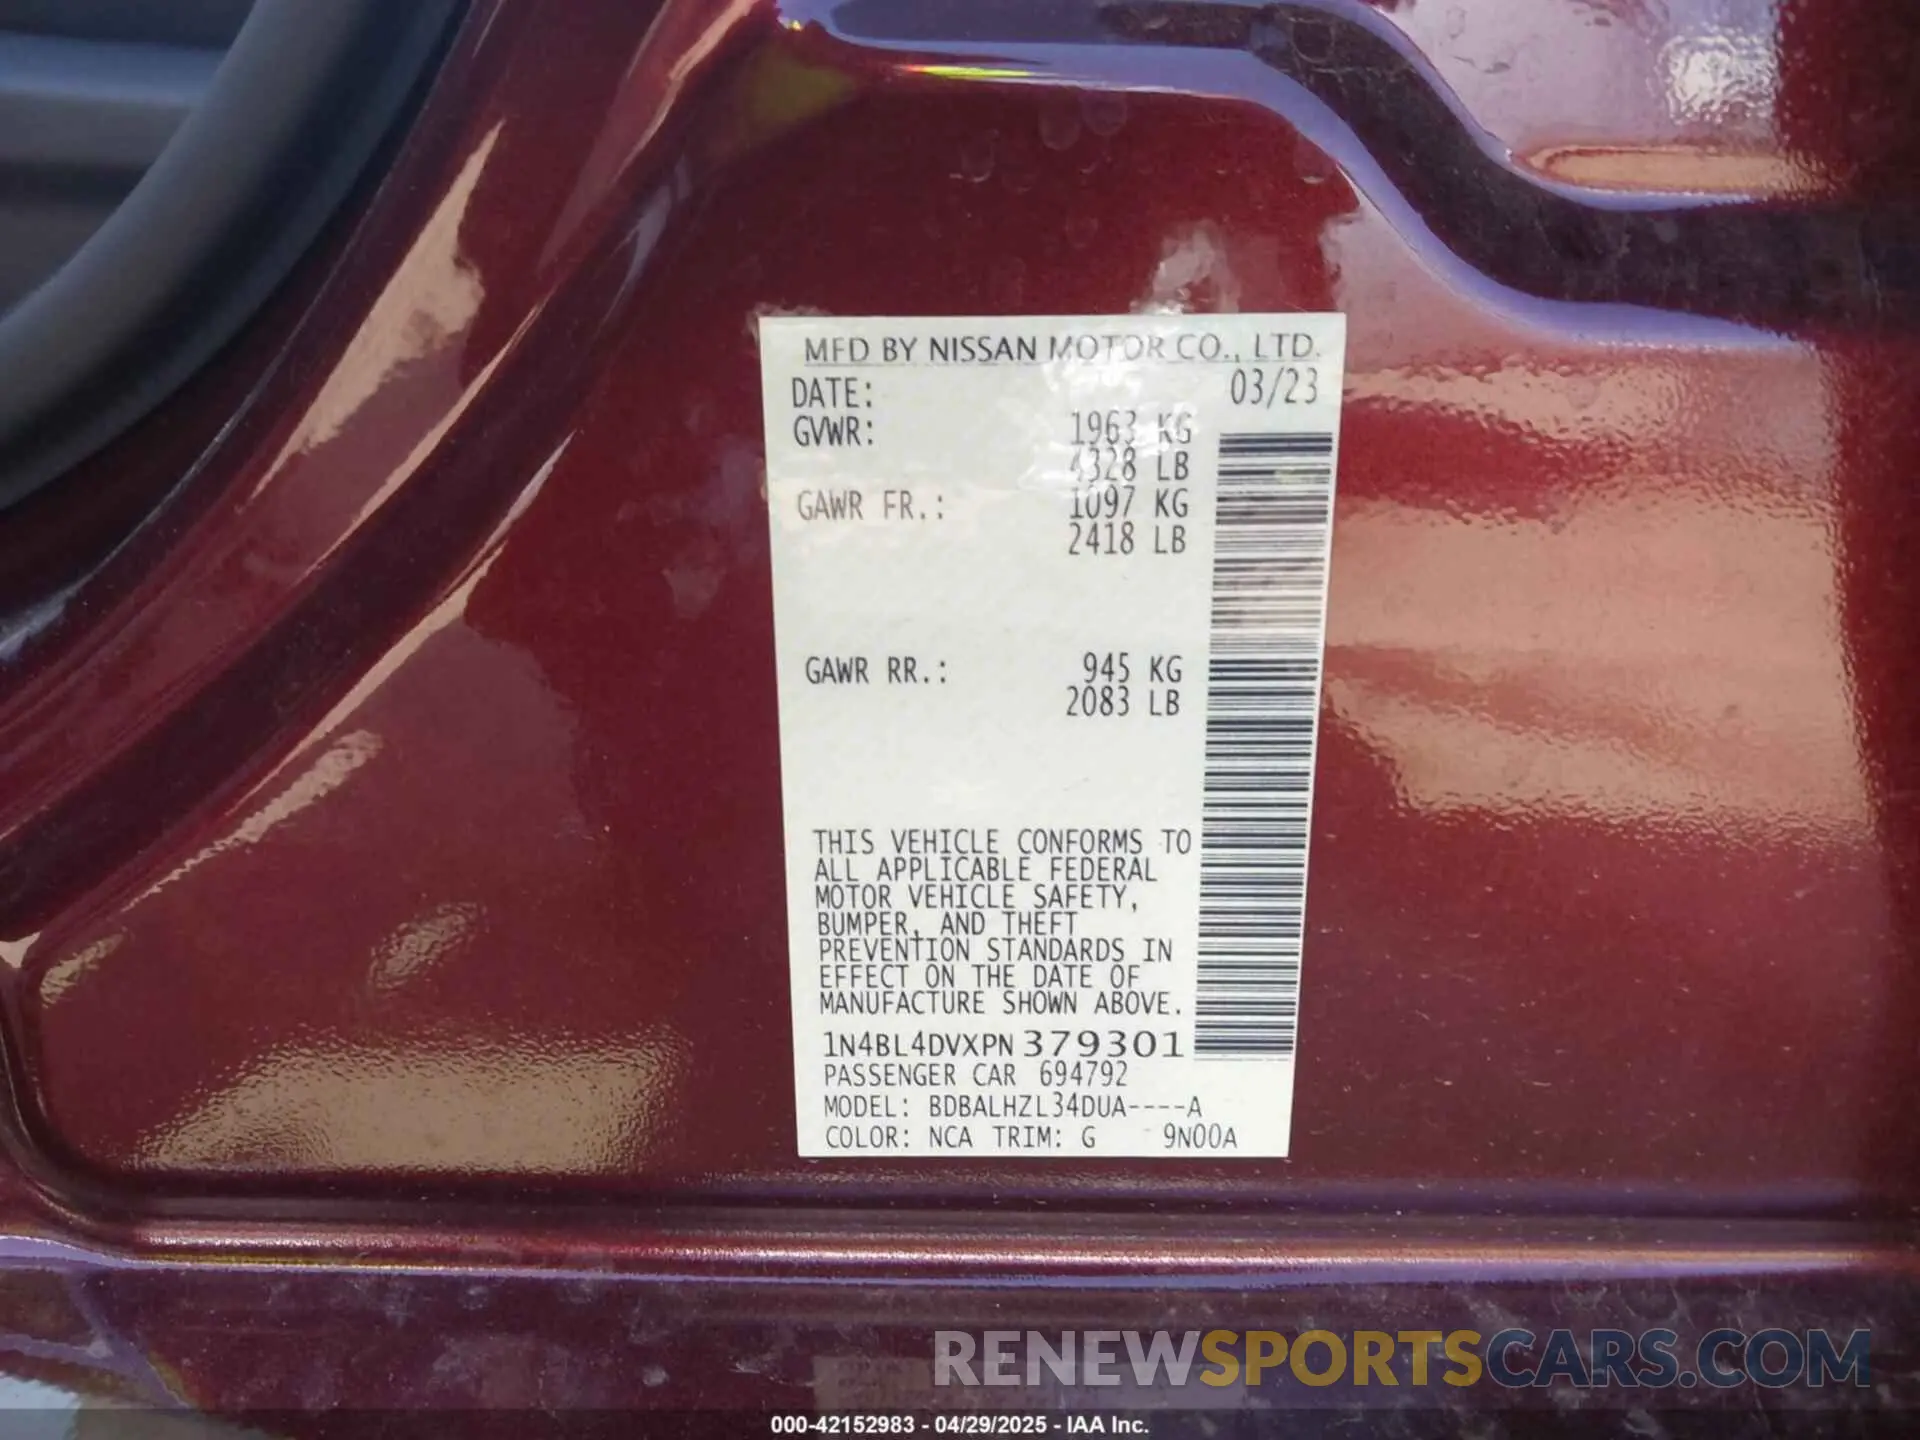 MFD BY NISSAN MOTOR CO., LTD.
DATE: 03/23
GVWR: 1963 KG
4328 LB
GAWR FR.: 1097 KG
2418 LB
GAWR RR.: 945 KG
2083 LB
THIS VEHICLE CONFORMS TO
ALL APPLICABLE FEDERAL
MOTOR VEHICLE SAFETY,
BUMPER, AND THEFT
PREVENTION STANDARDS IN
EFFECT ON THE DATE OF
MANUFACTURE SHOWN ABOVE.
1N4BL4DVXPN379301
PASSENGER CAR 694792
MODEL: BDBALHZL34DUA----A
COLOR: NCA TRIM: G 9N00A
RENEWSPORTSCARS.COM
000-42152983 - 04/29/2025 - IAA Inc.